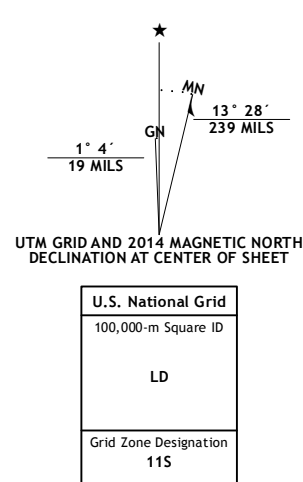 ★
MN
GN
13° 28´
239 MILS
1° 4´
19 MILS
UTM GRID AND 2014 MAGNETIC NORTH
DECLINATION AT CENTER OF SHEET
U.S. National Grid
100,000-m Square ID
LD
Grid Zone Designation
11S